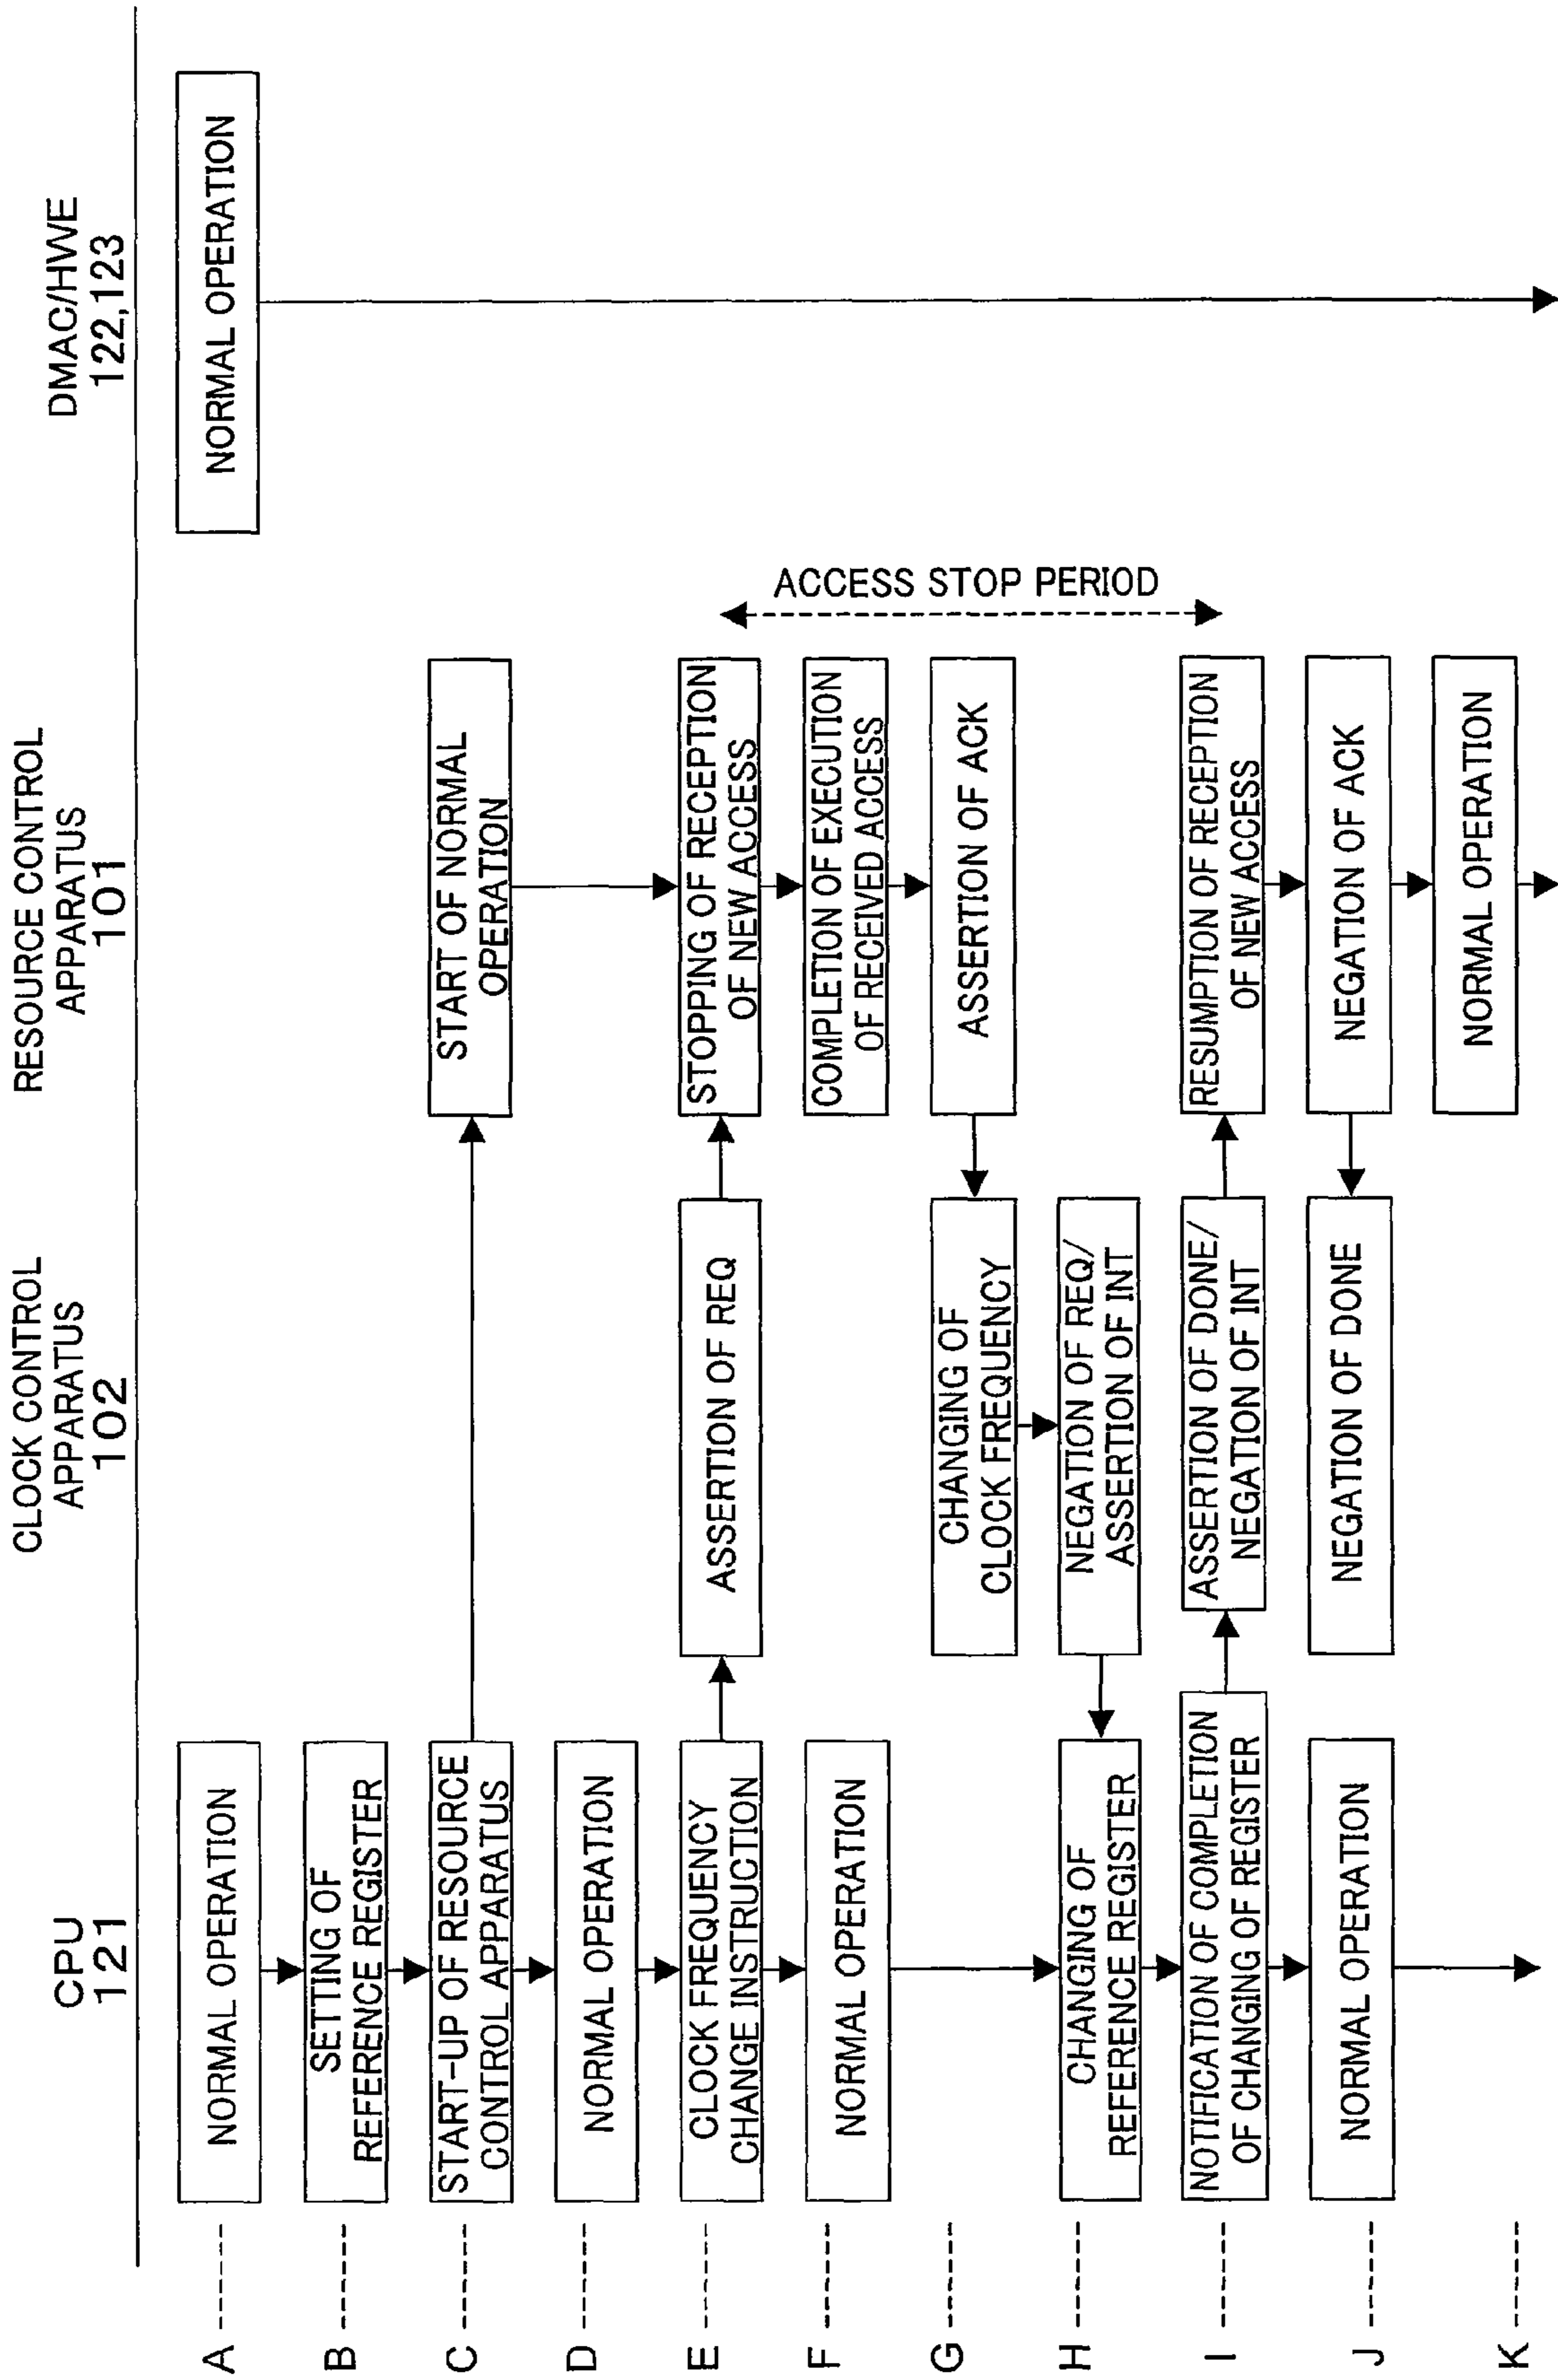 CPU
121
CLOCK CONTROL
APPARATUS
102
RESOURCE CONTROL
APPARATUS
101
DMAC/HWE
122,123
A
NORMAL OPERATION
NORMAL OPERATION
B
SETTING OF
REFERENCE REGISTER
C
START-UP OF RESOURCE
CONTROL APPARATUS
START OF NORMAL
OPERATION
D
NORMAL OPERATION
E
CLOCK FREQUENCY
CHANGE INSTRUCTION
ASSERTION OF REQ
STOPPING OF RECEPTION
OF NEW ACCESS
ACCESS STOP PERIOD
F
NORMAL OPERATION
COMPLETION OF EXECUTION
OF RECEIVED ACCESS
G
CHANGING OF
CLOCK FREQUENCY
ASSERTION OF ACK
H
CHANGING OF
REFERENCE REGISTER
NEGATION OF REQ/
ASSERTION OF INT
I
NOTIFICATION OF COMPLETION
OF CHANGING OF REGISTER
ASSERTION OF DONE/
NEGATION OF INT
RESUMPTION OF RECEPTION
OF NEW ACCESS
J
NORMAL OPERATION
NEGATION OF DONE
NEGATION OF ACK
K
NORMAL OPERATION